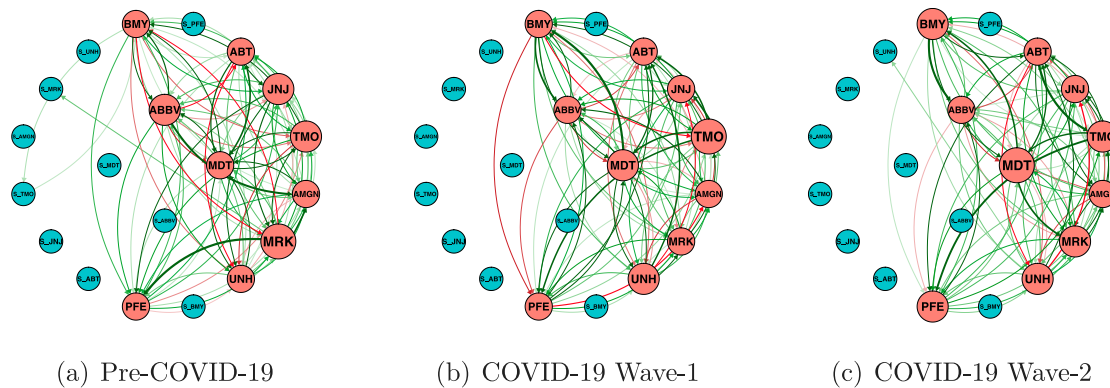 BMY
S_PFE
S_UNH
ABT
S_MRK
JNJ
ABBV
S_AMGN
TMO
S_MDT
MDT
S_TMO
AMGN
S_ABBV
S_JNJ
MRK
S_ABT
UNH
PFE
S_BMY
(a) Pre-COVID-19
BMY
S_PFE
S_UNH
ABT
S_MRK
JNJ
ABBV
S_AMGN
TMO
S_MDT
MDT
S_TMO
AMGN
S_ABBV
S_JNJ
MRK
S_ABT
UNH
PFE
S_BMY
(b) COVID-19 Wave-1
BMY
S_PFE
S_UNH
ABT
S_MRK
JNJ
ABBV
S_AMGN
TMO
S_MDT
MDT
S_TMO
AMGN
S_ABBV
S_JNJ
MRK
S_ABT
UNH
PFE
S_BMY
(c) COVID-19 Wave-2